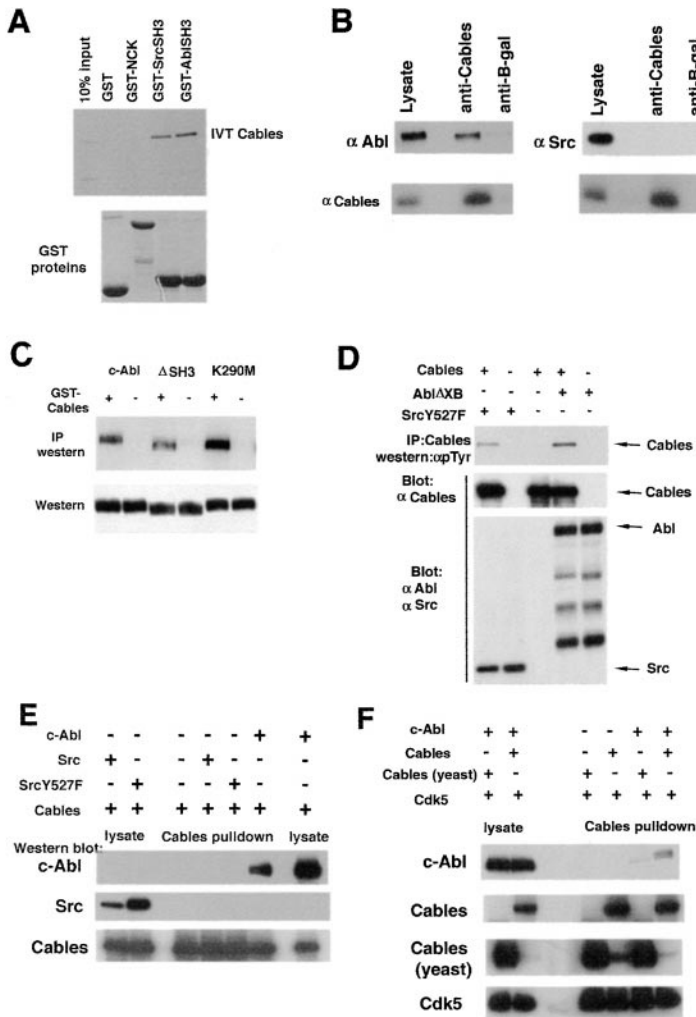 A
10% input
GST
GST-NCK
GST-SrcSH3
GST-AblSH3
IVT Cables
GST
proteins
B
Lysate
anti-Cables
anti-B-gal
α Abl
α Cables
Lysate
anti-Cables
anti-B-gal
α Src
C
c-Abl
ΔSH3
K290M
GST-
Cables
+ - + - + -
IP
western
Western
D
Cables + - + + -
AblΔXB - - - + +
SrcY527F + + - - -
IP:Cables
western:αpTyr
Cables
Blot:
α Cables
Cables
Abl
Blot:
α Abl
α Src
Src
E
c-Abl - - - - - + +
Src + - - + - - -
SrcY527F - + - - + - -
Cables + + + + + + +
lysate
Cables pulldown
lysate
Western blot:
c-Abl
Src
Cables
F
c-Abl + + - - + +
Cables - + - + - +
Cables (yeast) + - + - + -
Cdk5 + + + + + +
lysate
Cables pulldown
c-Abl
Cables
Cables
(yeast)
Cdk5